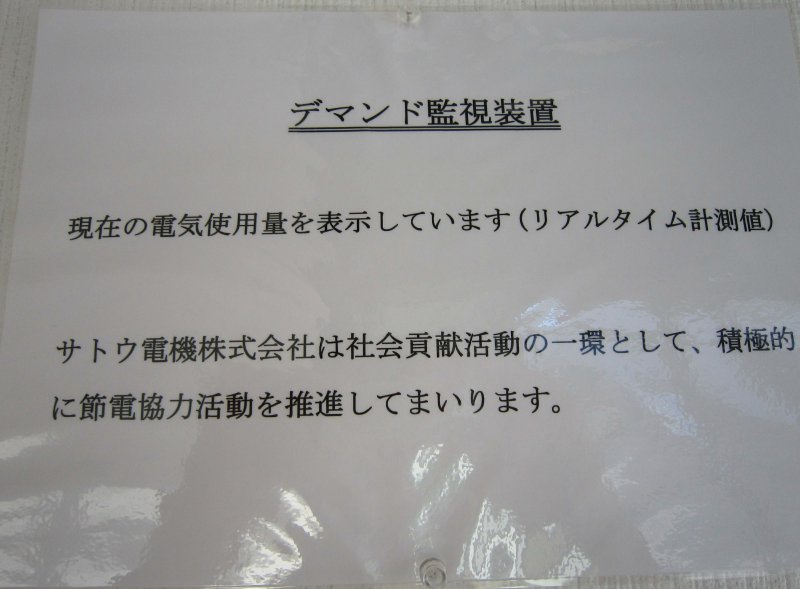 デマンド監視装置
現在の電気使用量を表示しています(リアルタイム計測値)
サトウ電機株式会社は社会貢献活動の一環として、積極的
に節電協力活動を推進してまいります。